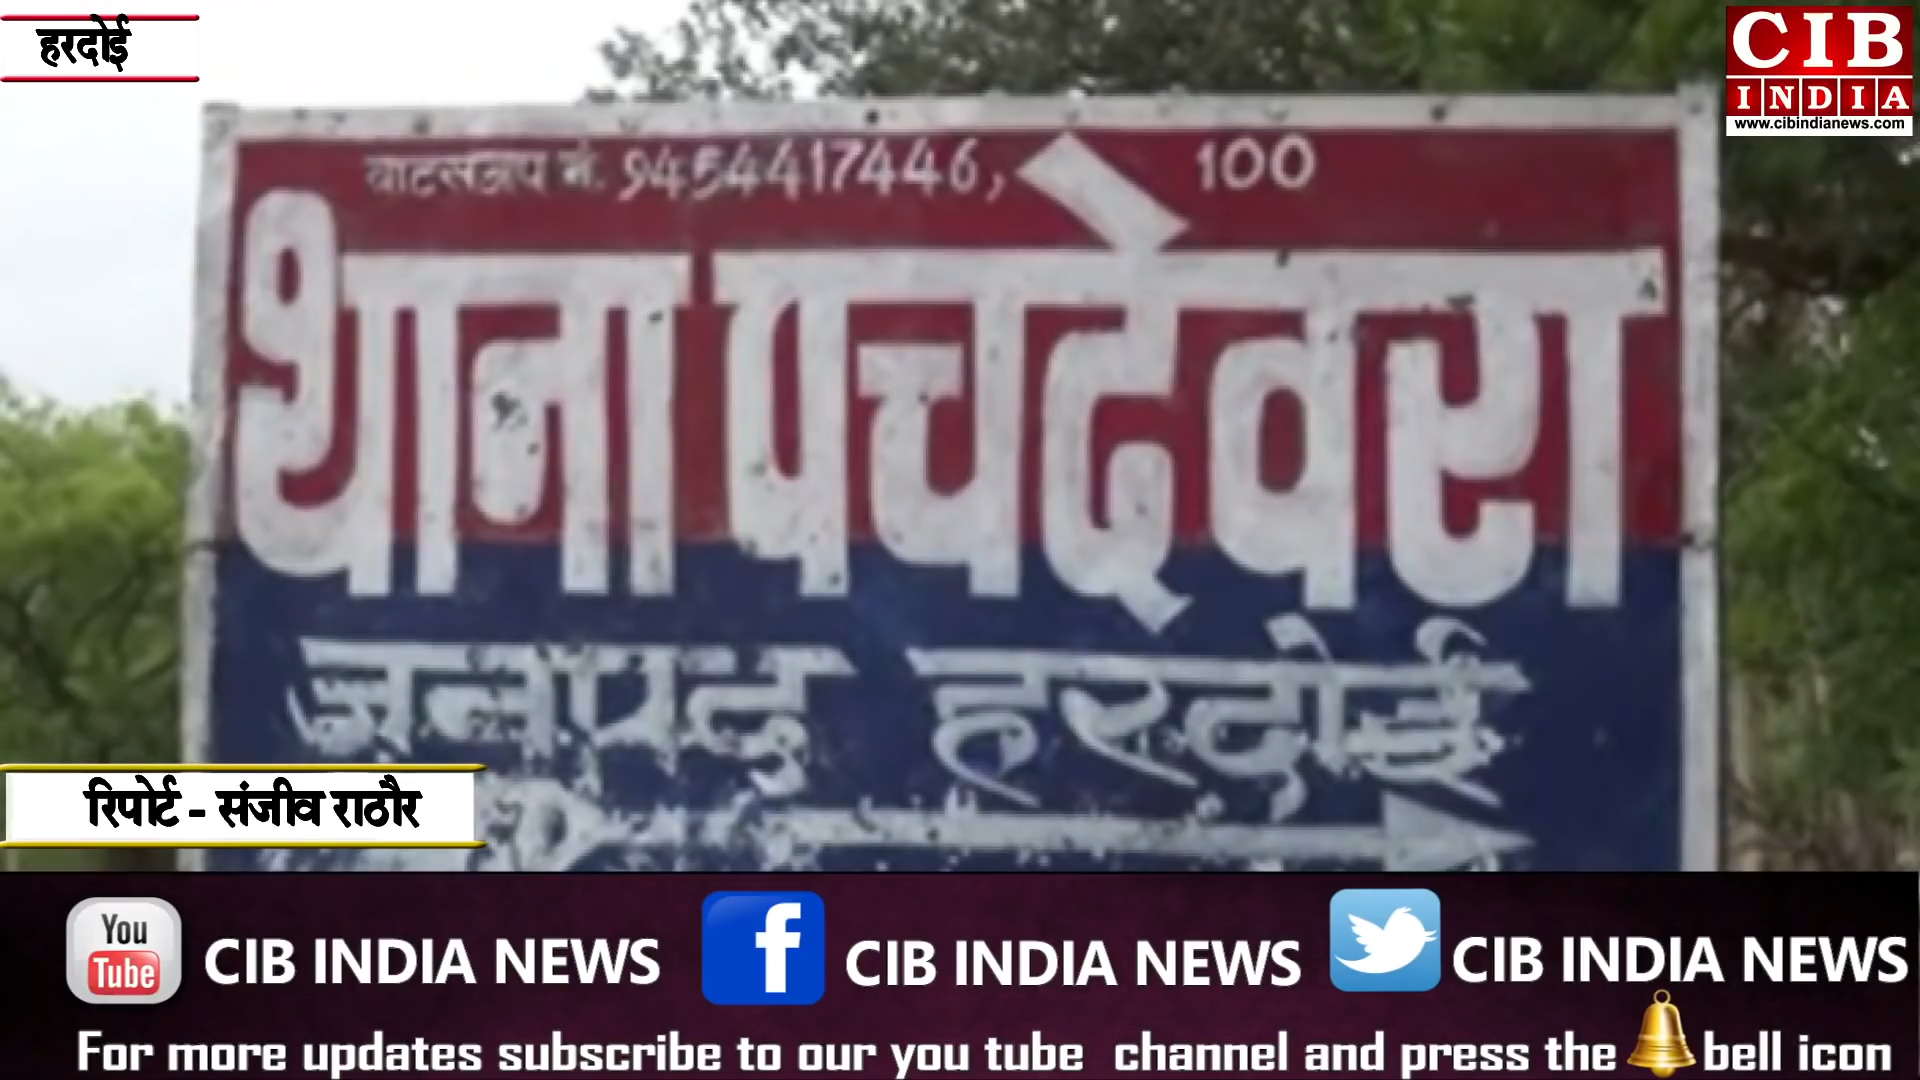 हरदोई
CIB
INDIA
www.cibindianews.com
वाटसअप नं. 9454417446, 100
थाना पचदेवरा
जनपद हरदोई
रिपोर्ट - संजीव राठौर
You
Tube
CIB INDIA NEWS
f
CIB INDIA NEWS
CIB INDIA NEWS
For more updates subscribe to our you tube channel and press the bell icon